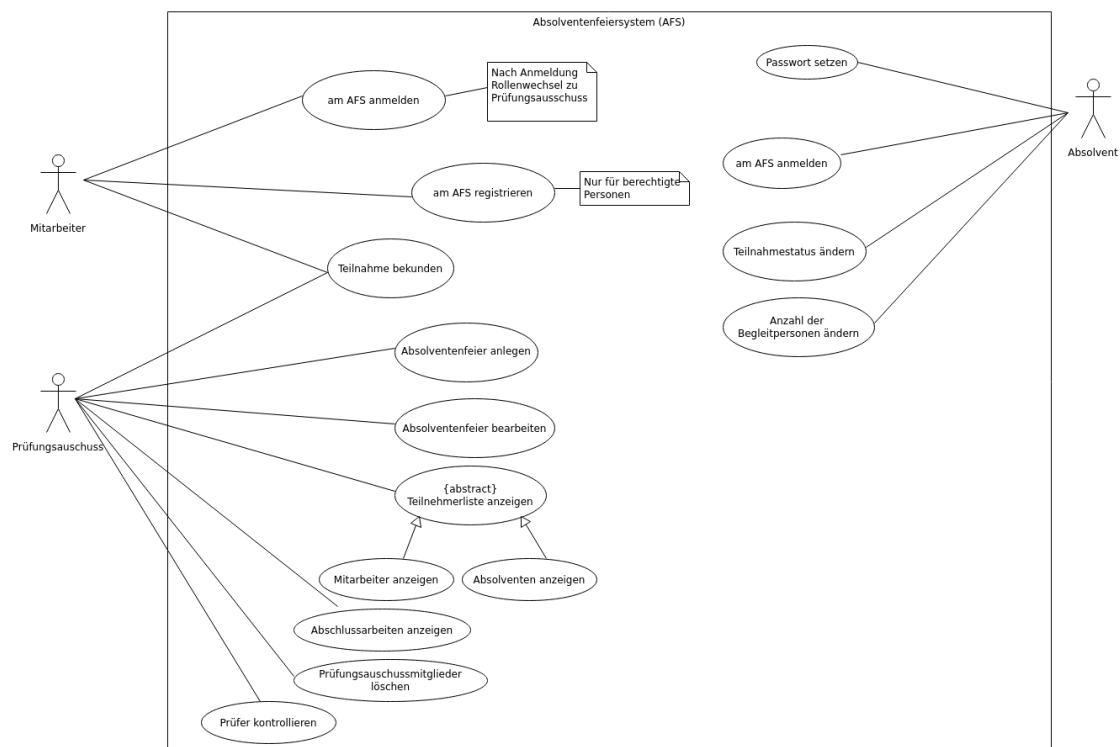 Absolventenfeiersystem (AFS)
Passwort setzen
Nach Anmeldung
Rollenwechsel zu
Prüfungsausschuss
am AFS anmelden
Absolvent
am AFS anmelden
Nur für berechtigte
Personen
am AFS registrieren
Mitarbeiter
Teilnahmestatus ändern
Teilnahme bekunden
Anzahl der
Begleitpersonen ändern
Absolventenfeier anlegen
Absolventenfeier bearbeiten
Prüfungsauschuss
{abstract}
Teilnehmerliste anzeigen
Mitarbeiter anzeigen
Absolventen anzeigen
Abschlussarbeiten anzeigen
Prüfungsauschussmitglieder
löschen
Prüfer kontrollieren